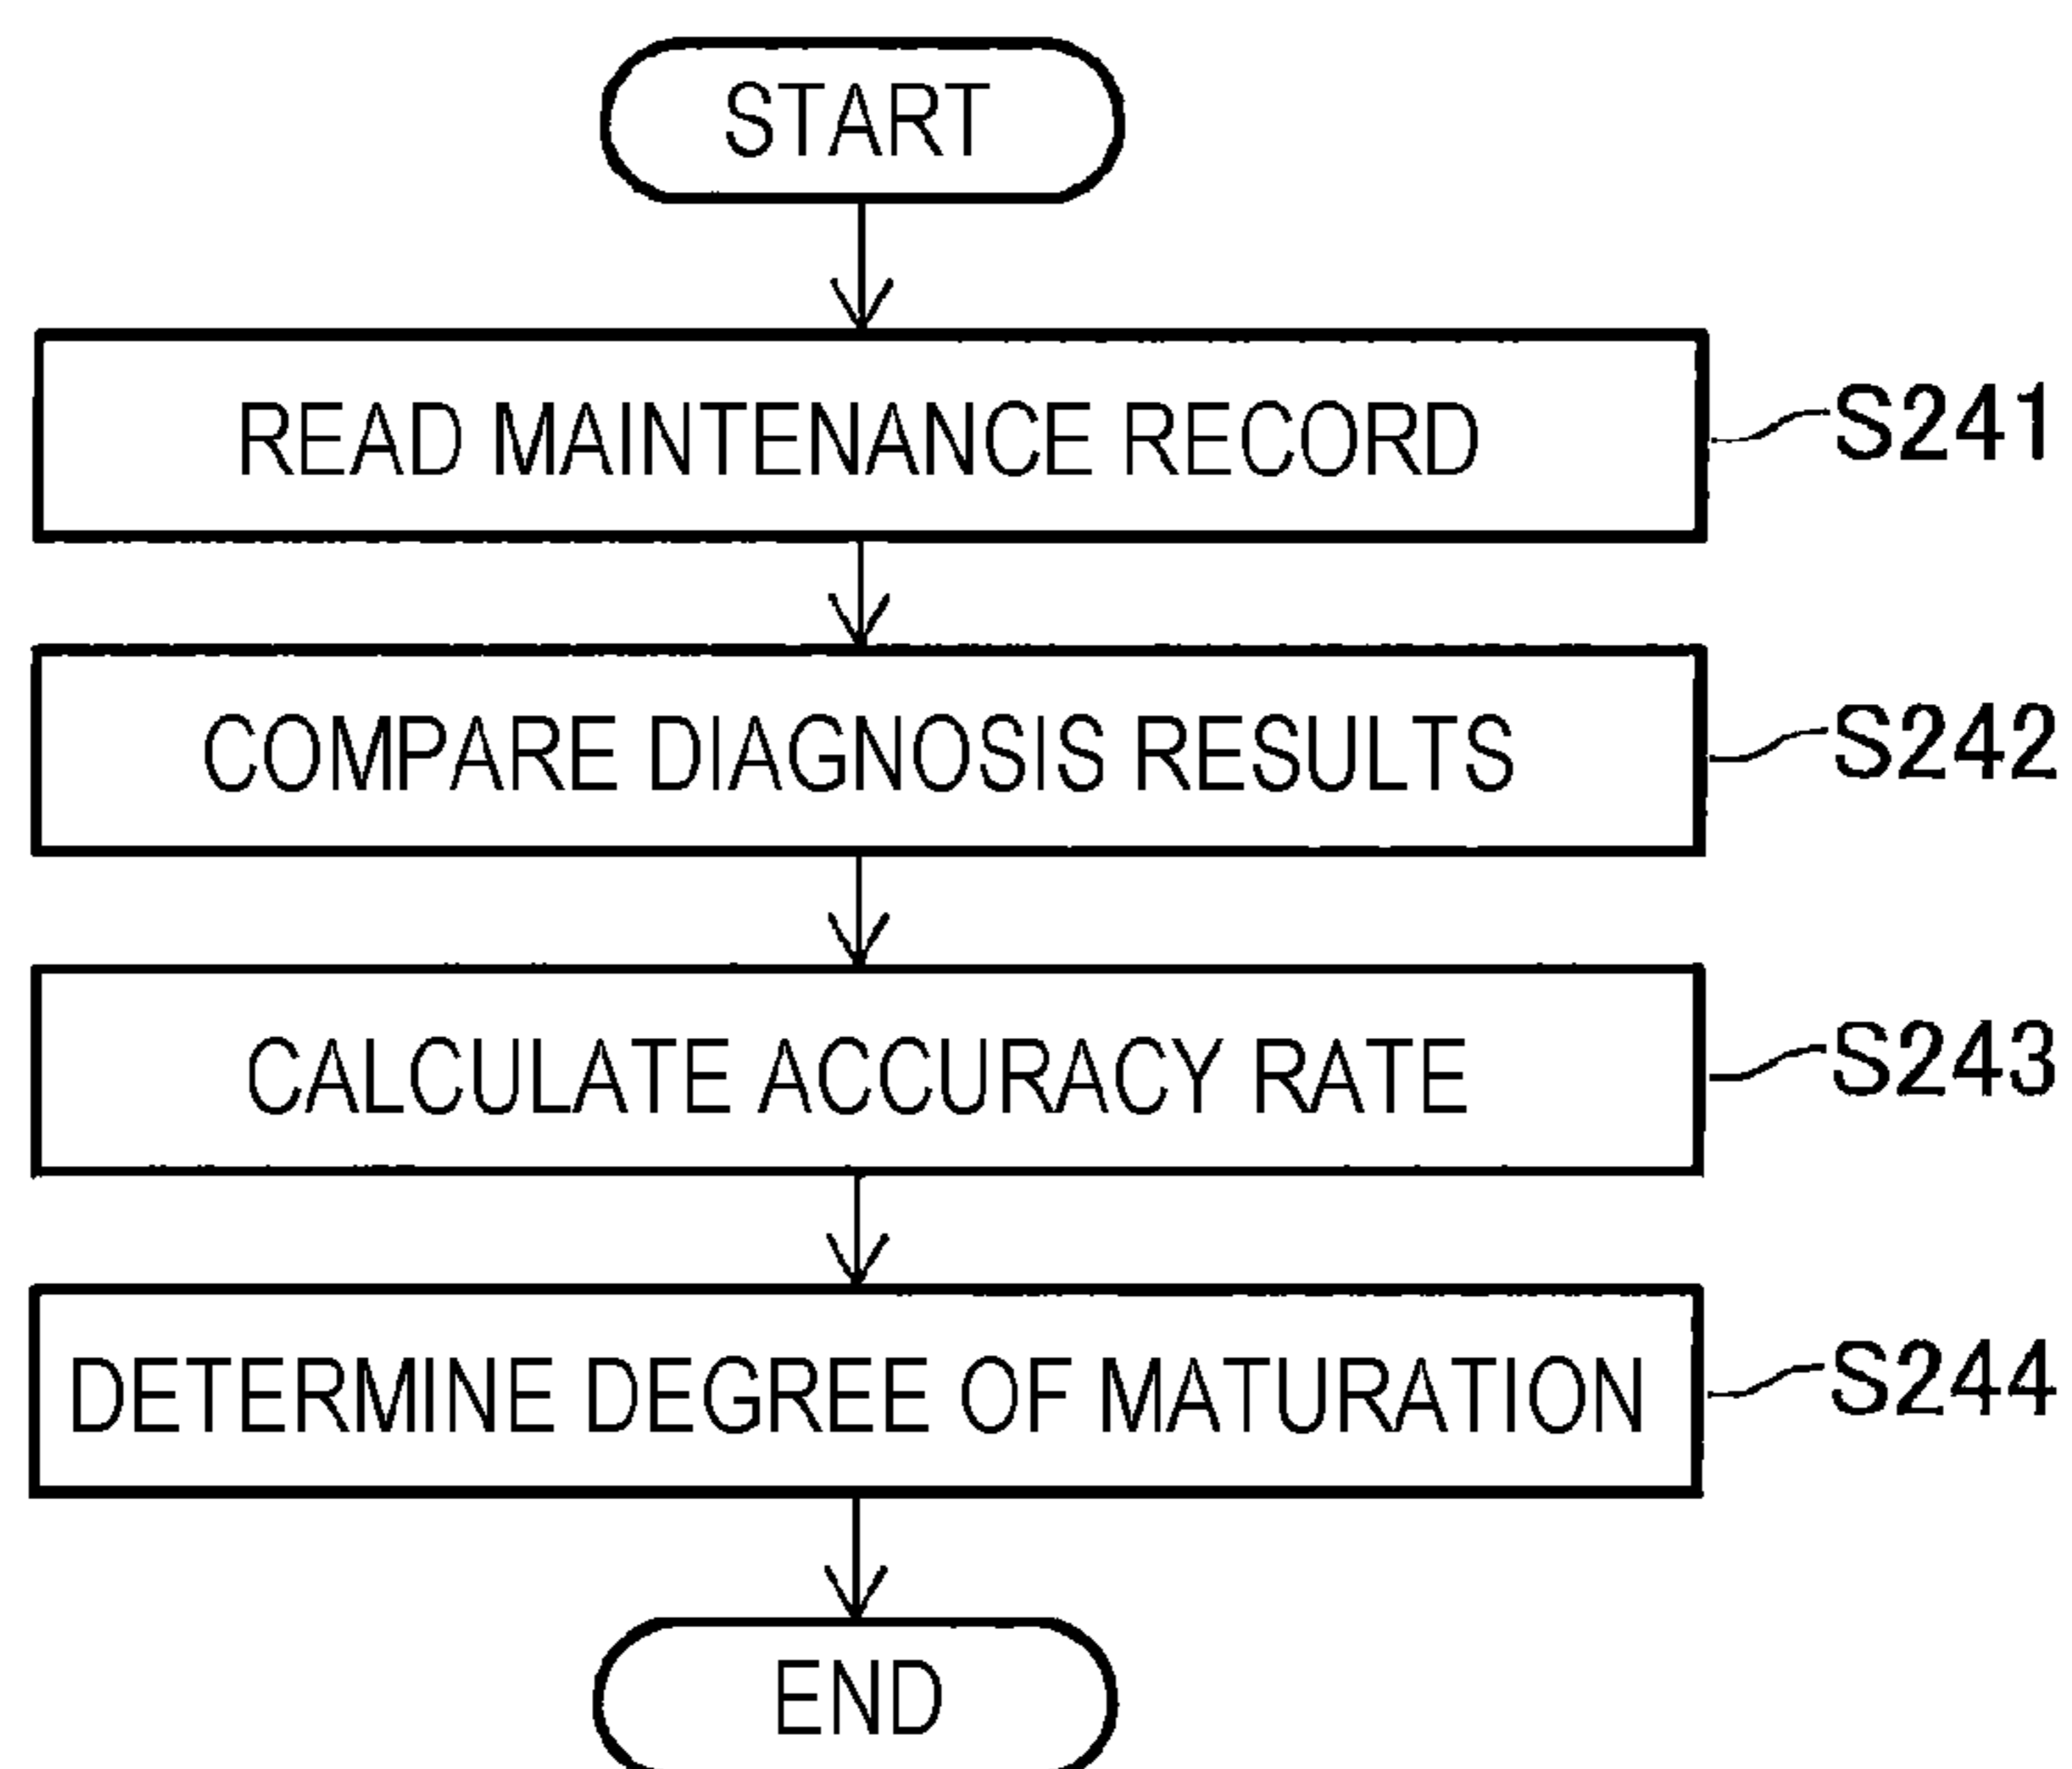 START
READ MAINTENANCE RECORD
S241
COMPARE DIAGNOSIS RESULTS
S242
CALCULATE ACCURACY RATE
S243
DETERMINE DEGREE OF MATURATION
S244
END